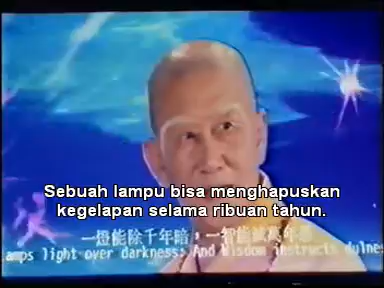 Sebuah lampu bisa menghapuskan
kegelapan selama ribuan tahun.
一燈能除千年暗,一智能滅萬年愚
amps light over darkness: And Wisdom instructs dulnes